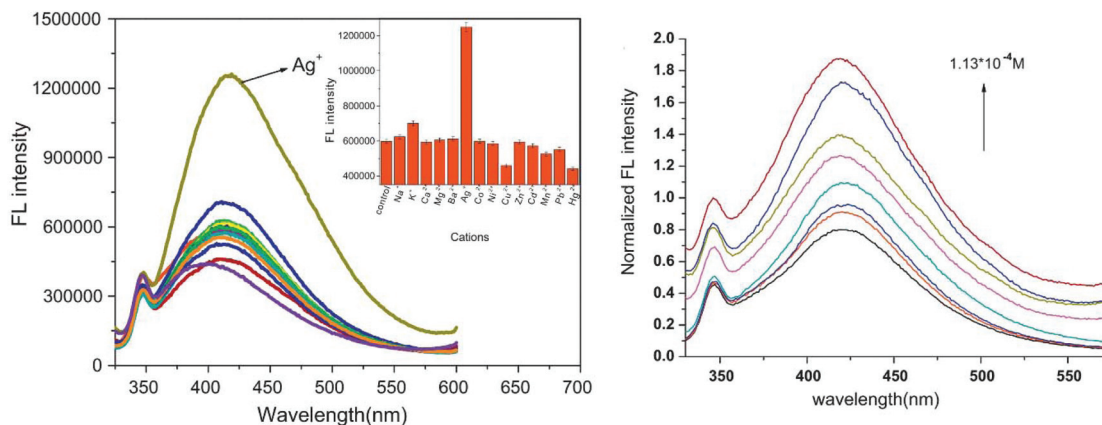 1500000
1200000
900000
600000
300000
0
FL intensity
350
400
450
500
550
600
650
700
Wavelength(nm)
Ag+
1200000
1000000
800000
600000
400000
FL intensity
control
Na+
K+
Ca2+
Mg2+
Ba2+
Ag+
Co2+
Ni2+
Cu2+
Zn2+
Cd2+
Mn2+
Pb2+
Hg2+
Cations
2.0
1.8
1.6
1.4
1.2
1.0
0.8
0.6
0.4
0.2
0.0
Normalized FL intensity
1.13*10-4M
350
400
450
500
550
wavelength(nm)